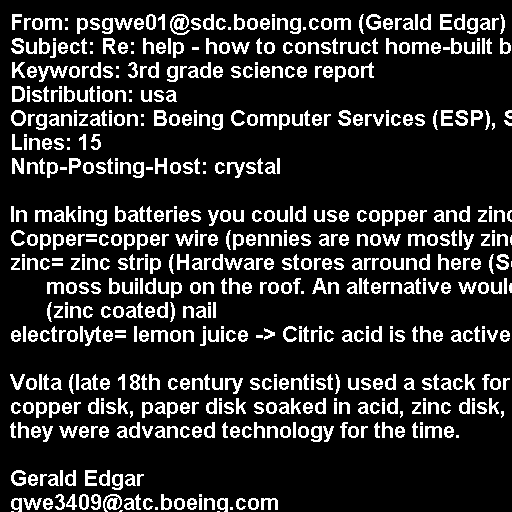 From: psgwe01@sdc.boeing.com (Gerald Edgar)
Subject: Re: help - how to construct home-built
Keywords: 3rd grade science report
Distribution: usa
Organization: Boeing Computer Services (ESP),
Lines: 15
Nntp-Posting-Host: crystal
In making batteries you could use copper and zinc
Copper=copper wire (pennies are now mostly zinc
zinc= zinc strip (Hardware stores arround here
moss buildup on the roof. An alternative would
(zinc coated) nail
electrolyte= lemon juice -> Citric acid is the active
Volta (late 18th century scientist) used a stack for
copper disk, paper disk soaked in acid, zinc disk,
they were advanced technology for the time.
Gerald Edgar
gwe3409@atc.boeing.com